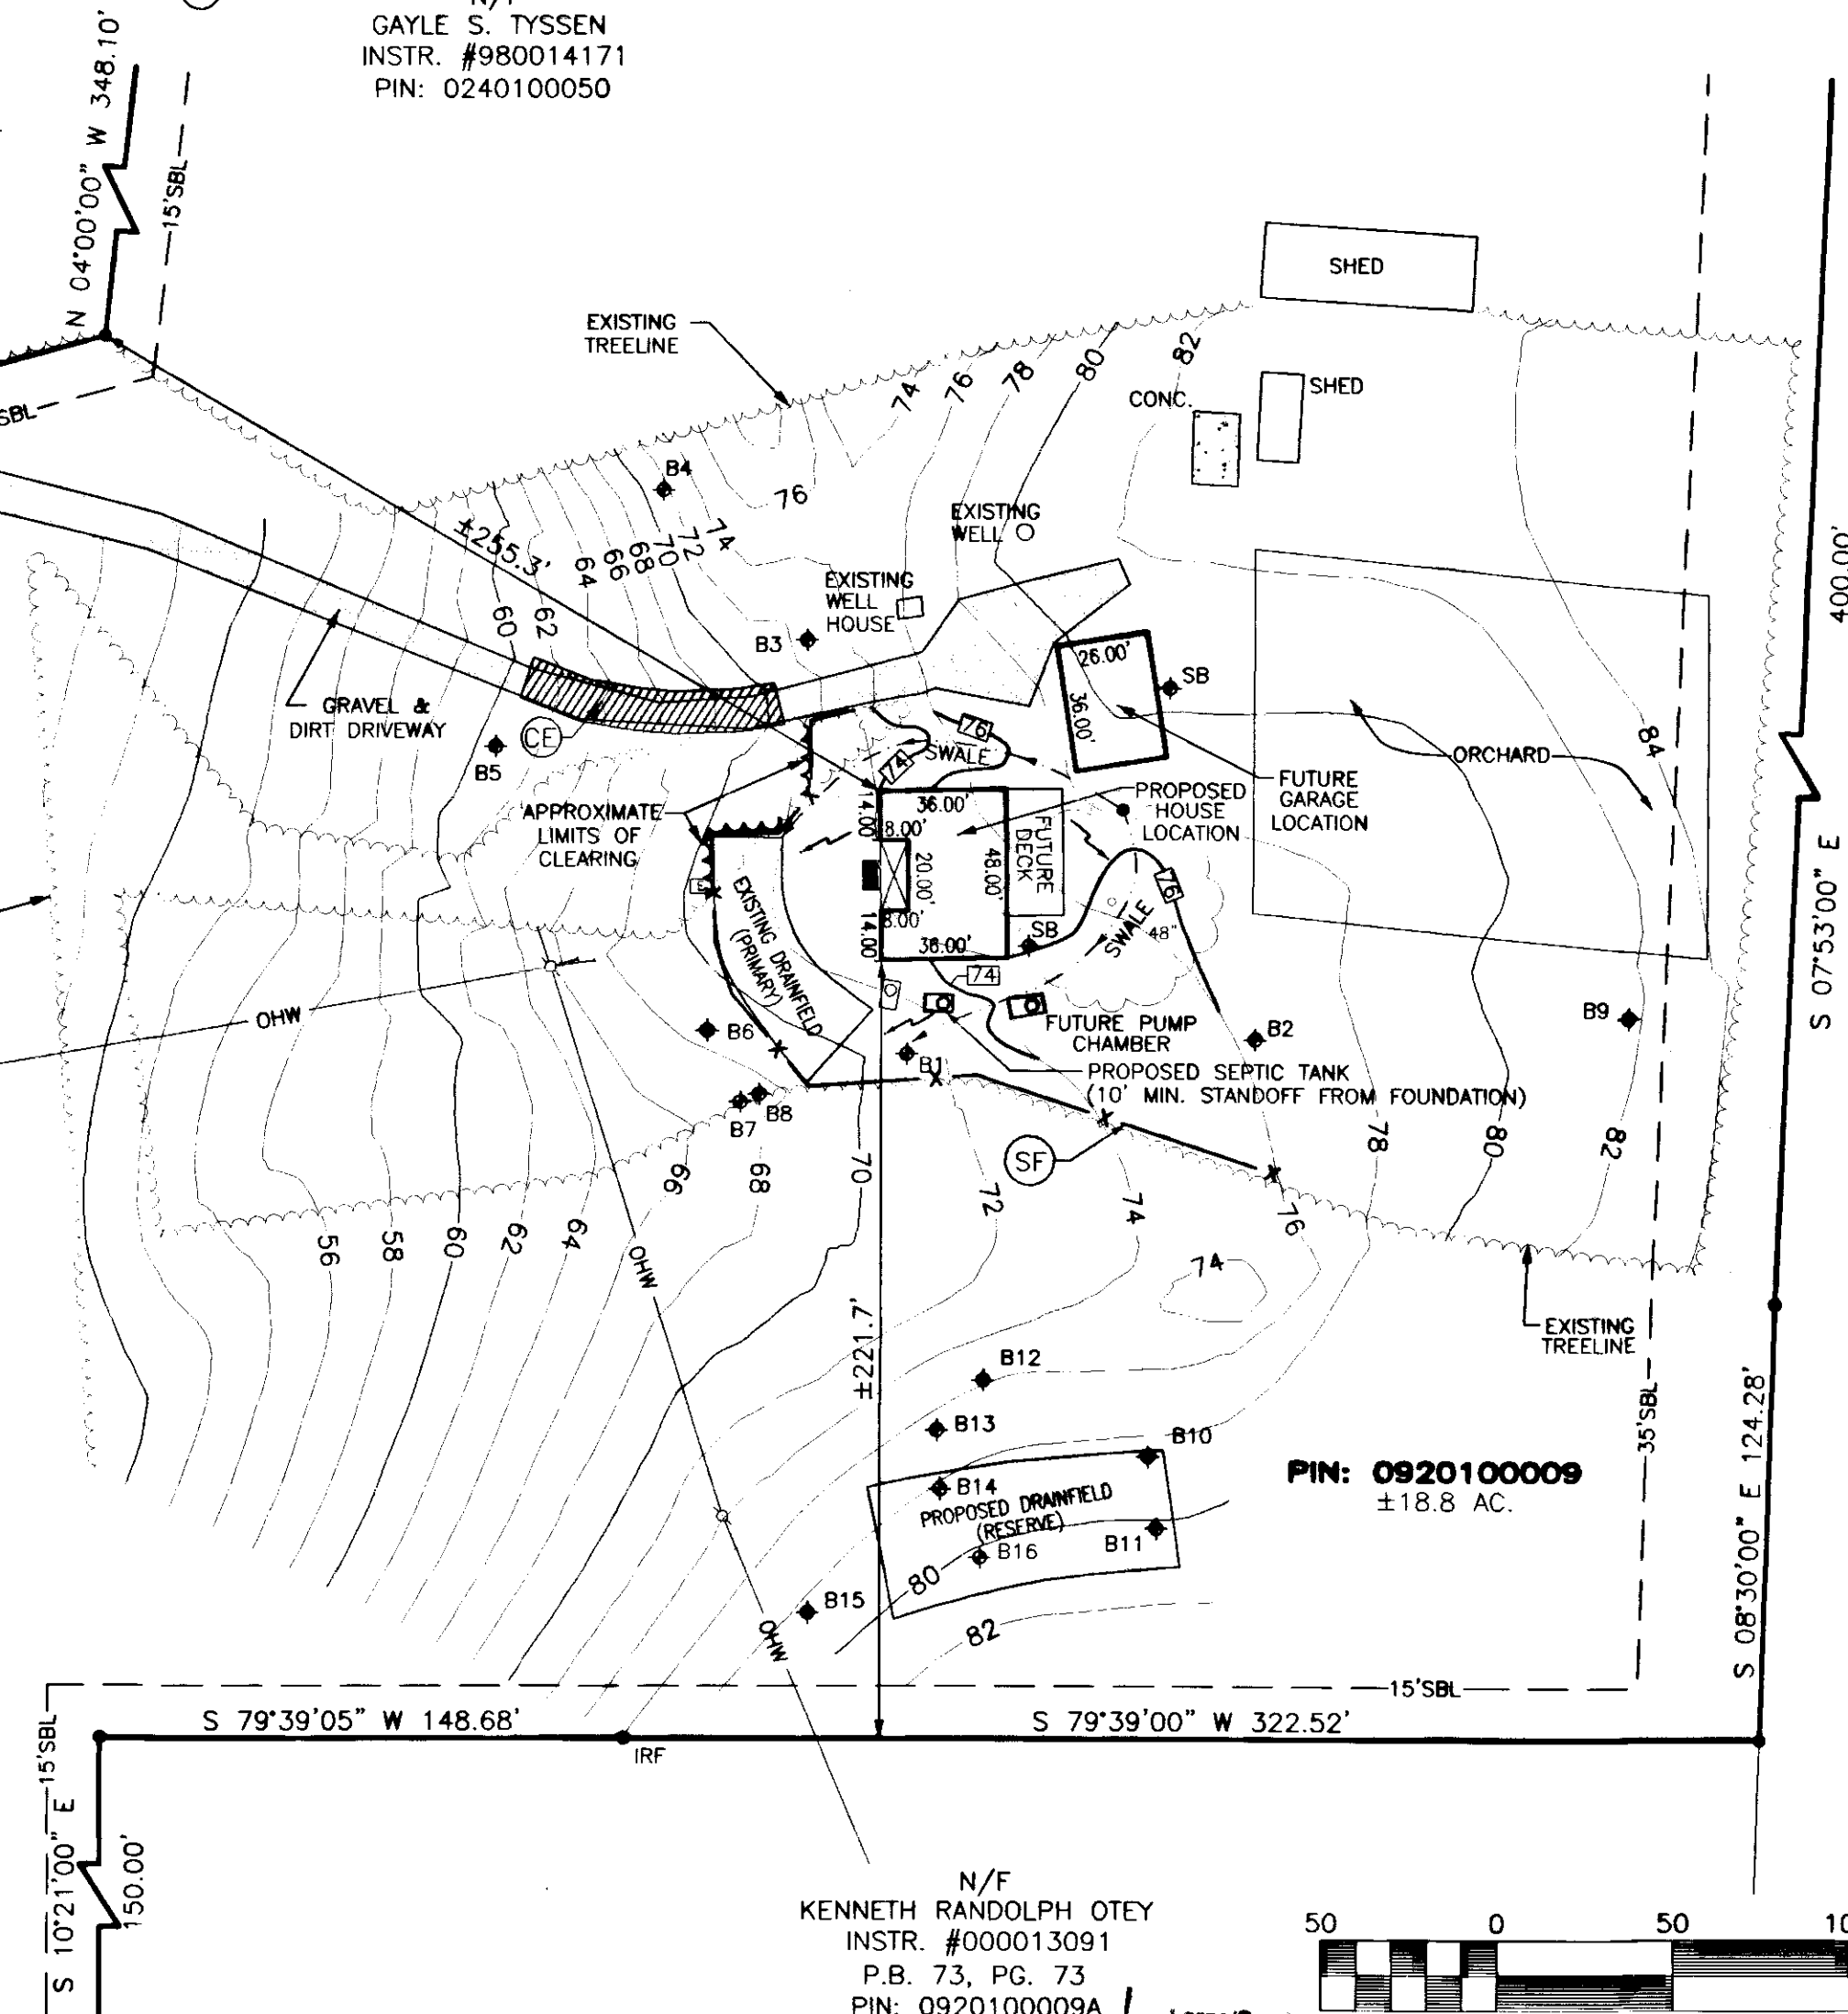 GAYLE S. TYSSEN
INSTR. #980014171
PIN: 0240100050
N 04°00'00" W 348.10'
15'SBL
SBL
SHED
EXISTING
TREELINE
74
76
78
80
82
CONC.
SHED
B4
76
EXISTING
WELL
±255.3'
60
62
64
66
68
70
72
74
EXISTING
WELL
HOUSE
B3
400.00'
26.00'
36.00'
SB
GRAVEL &
DIRT DRIVEWAY
CE
B5
76
SWALE
74
ORCHARD
84
FUTURE
GARAGE
LOCATION
PROPOSED
HOUSE
LOCATION
APPROXIMATE
LIMITS OF
CLEARING
14.00'
36.00'
8.00'
20.00'
48.00'
FUTURE
DECK
8.00'
14.00'
36.00'
SB
76
SWALE
48"
EXISTING DRAINFIELD
(PRIMARY)
74
S 07°53'00" E
OHW
B6
B1
FUTURE PUMP
CHAMBER
B2
B9
PROPOSED SEPTIC TANK
(10' MIN. STANDOFF FROM FOUNDATION)
B7
B8
SF
56
58
60
62
64
66
68
70
72
74
76
78
80
82
OHW
74
±221.7'
EXISTING
TREELINE
B12
B13
B10
B14
PROPOSED DRAINFIELD
(RESERVE)
B11
B16
80
B15
82
OHW
PIN: 0920100009
±18.8 AC.
35'SBL
S 08°30'00" E 124.28'
15'SBL
S 79°39'05" W 148.68'
S 79°39'00" W 322.52'
IRF
15'SBL
S 10°21'00" E
150.00'
N/F
KENNETH RANDOLPH OTEY
INSTR. #000013091
P.B. 73, PG. 73
PIN: 0920100009A
50 0 50